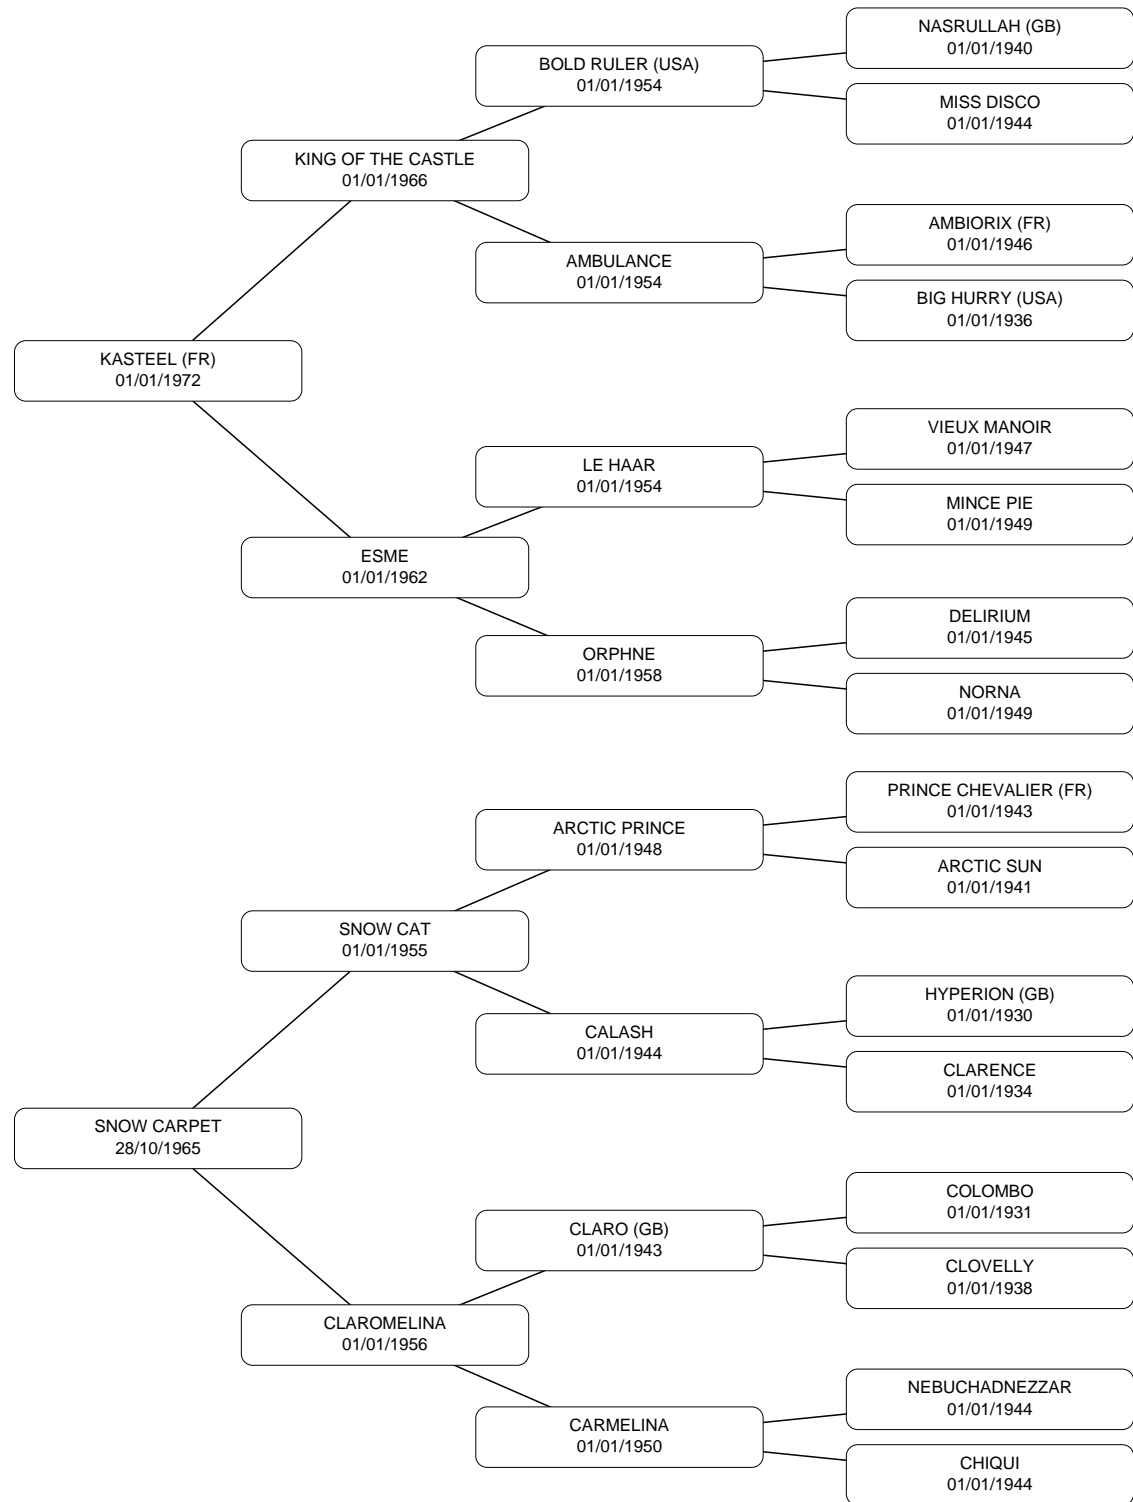 NASRULLAH (GB)
01/01/1940
BOLD RULER (USA)
01/01/1954
MISS DISCO
01/01/1944
KING OF THE CASTLE
01/01/1966
AMBIORIX (FR)
01/01/1946
AMBULANCE
01/01/1954
BIG HURRY (USA)
01/01/1936
KASTEEL (FR)
01/01/1972
VIEUX MANOIR
01/01/1947
LE HAAR
01/01/1954
MINCE PIE
01/01/1949
ESME
01/01/1962
DELIRIUM
01/01/1945
ORPHNE
01/01/1958
NORNA
01/01/1949
PRINCE CHEVALIER (FR)
01/01/1943
ARCTIC PRINCE
01/01/1948
ARCTIC SUN
01/01/1941
SNOW CAT
01/01/1955
HYPERION (GB)
01/01/1930
CALASH
01/01/1944
CLARENCE
01/01/1934
SNOW CARPET
28/10/1965
COLOMBO
01/01/1931
CLARO (GB)
01/01/1943
CLOVELLY
01/01/1938
CLAROMELINA
01/01/1956
NEBUCHADNEZZAR
01/01/1944
CARMELINA
01/01/1950
CHIQUI
01/01/1944